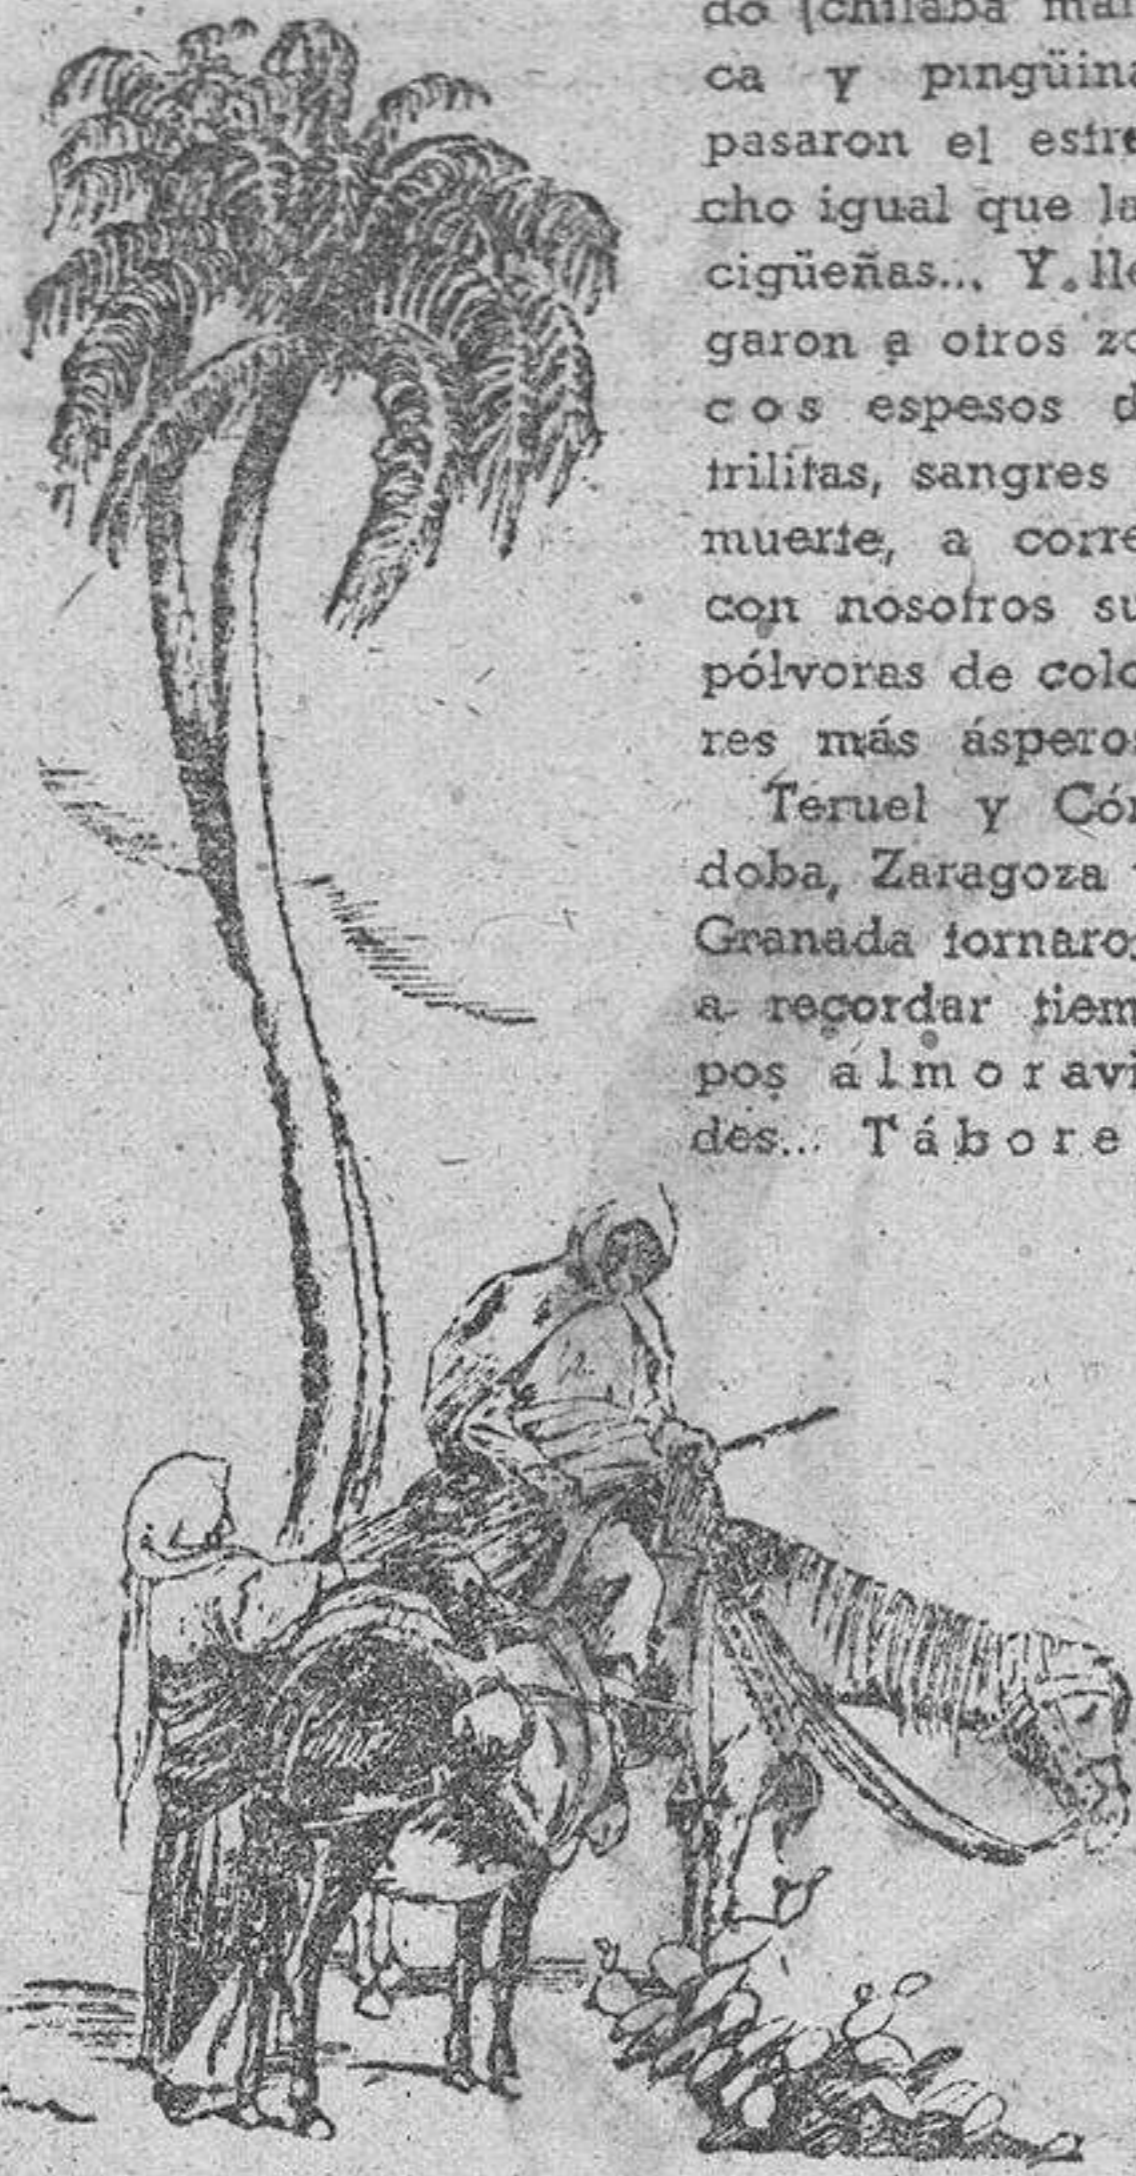 do (chilaba
ca y pingüina
pasaron el estre
cho igual que la
cigüeñas... Y lle
garon a otros zo
cos espesos d
trilitas, sangres
muerte, a corre
con nosotros su
pólvoras de colo
res más ásperos
Teruel y Cór
doba, Zaragoza
Granada tornaro
a recordar tiem
pos almoravi
des... Tábore